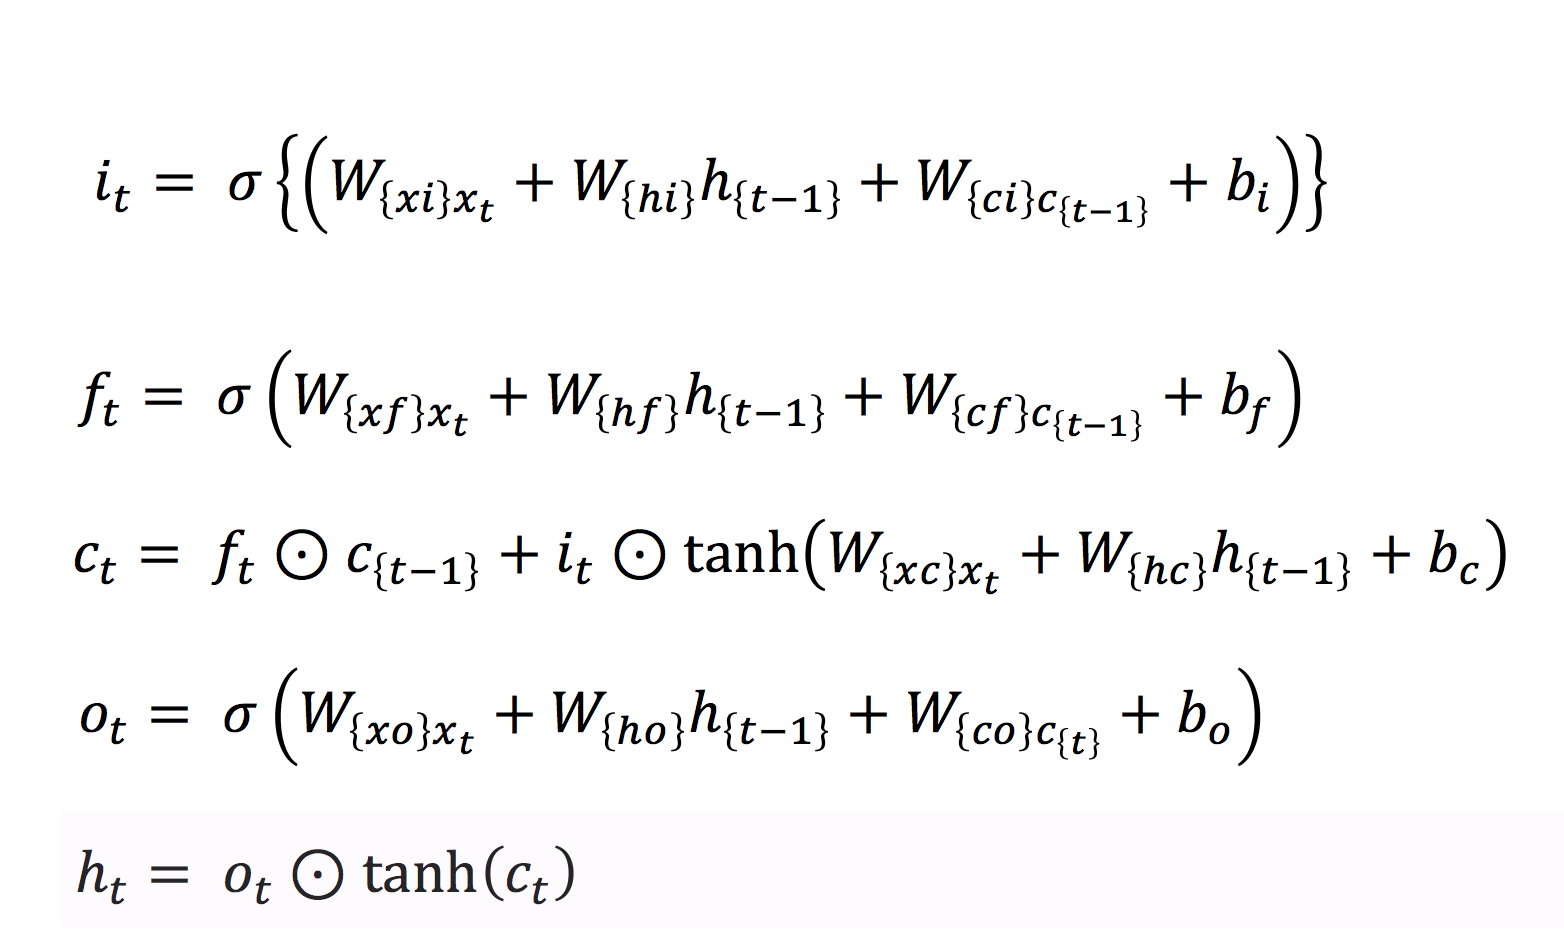 i_t = σ{(W_{{xi}x_t} + W_{{hi}}h_{{t−1}} + W_{{ci}c_{{t−1}}} + b_i)}
f_t = σ(W_{{xf}x_t} + W_{{hf}}h_{{t−1}} + W_{{cf}c_{{t−1}}} + b_f)
c_t = f_t ⊙ c_{{t−1}} + i_t ⊙ tanh(W_{{xc}x_t} + W_{{hc}}h_{{t−1}} + b_c)
o_t = σ(W_{{xo}x_t} + W_{{ho}}h_{{t−1}} + W_{{co}c_{{t}}} + b_o)
h_t = o_t ⊙ tanh(c_t)